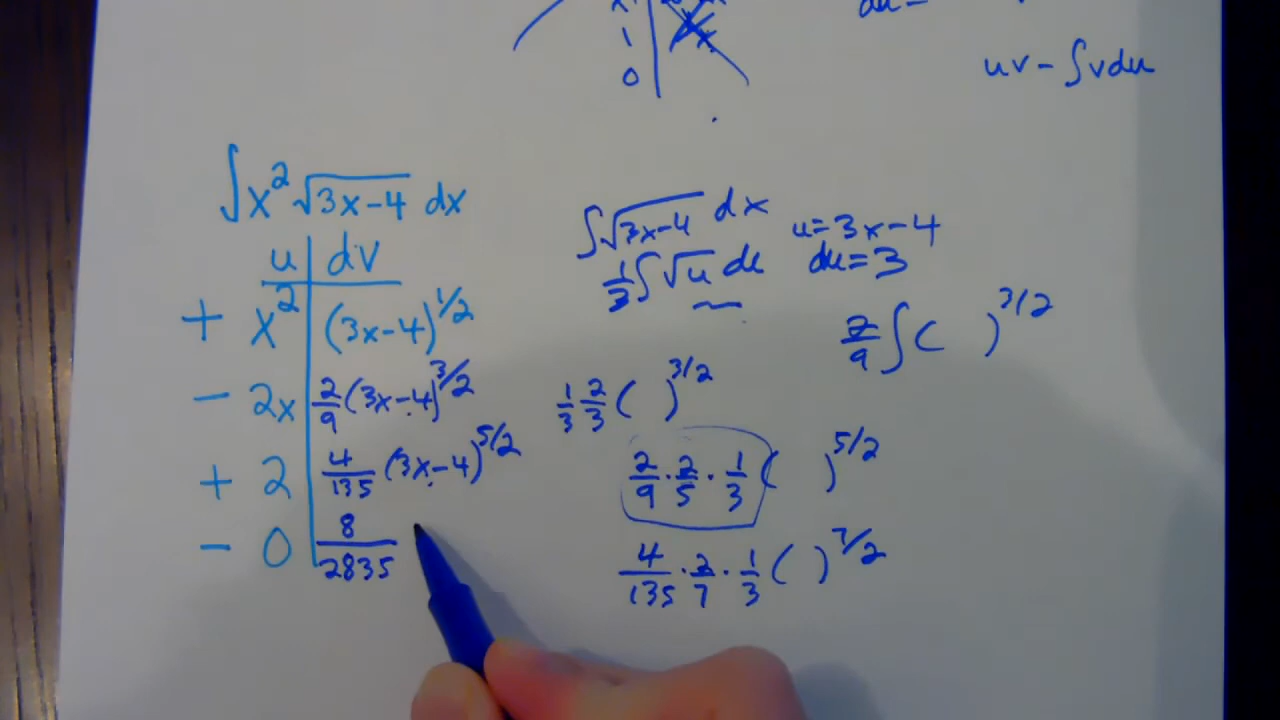 du =
1
0
uv - ∫vdu
∫x² √3x-4 dx
u | dv
+ x² | (3x-4)^1/2
- 2x | 2/9 (3x-4)^3/2
+ 2 | 4/135 (3x-4)^5/2
- 0 | 8/2835
∫√3x-4 dx u=3x-4
1/3 ∫√u du du=3
2/9 ∫( )^3/2
1/3 2/3 ( )^3/2
2/9 · 2/5 · 1/3 ( )^5/2
4/135 · 2/7 · 1/3 ( )^7/2